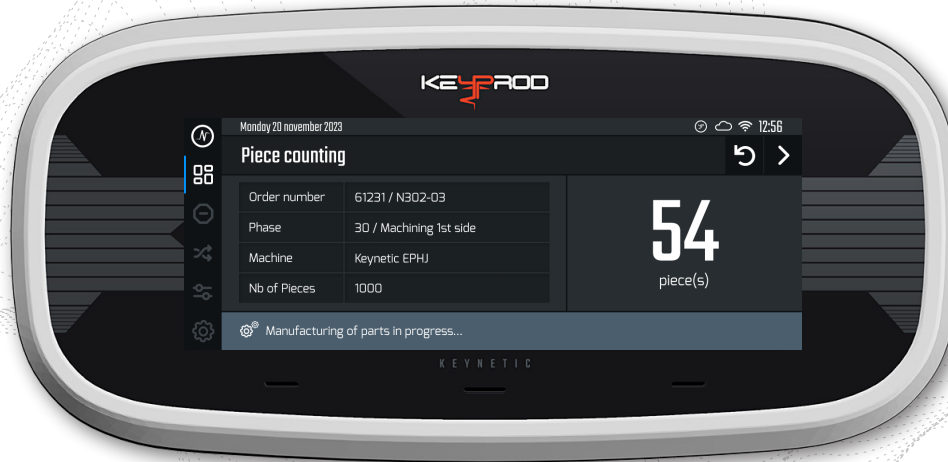 KEYPROD
Monday 20 november 2023
12:56
Piece counting
Order number 61231 / N302-03
Phase 30 / Machining 1st side
Machine Keynetic EPHJ
Nb of Pieces 1000
54
piece(s)
Manufacturing of parts in progress...
KEYNETIC